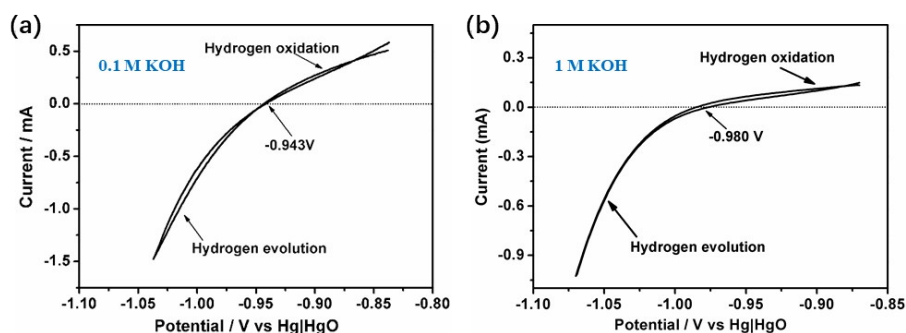 (a)
0.1 M KOH
Hydrogen oxidation
-0.943V
Hydrogen evolution
Current / mA
0.5
0.0
-0.5
-1.0
-1.5
-1.10 -1.05 -1.00 -0.95 -0.90 -0.85 -0.80
Potential / V vs Hg|HgO
(b)
1 M KOH
Hydrogen oxidation
-0.980 V
Hydrogen evolution
Current (mA)
0.3
0.0
-0.3
-0.6
-0.9
-1.10 -1.05 -1.00 -0.95 -0.90 -0.85
Potential / V vs Hg|HgO